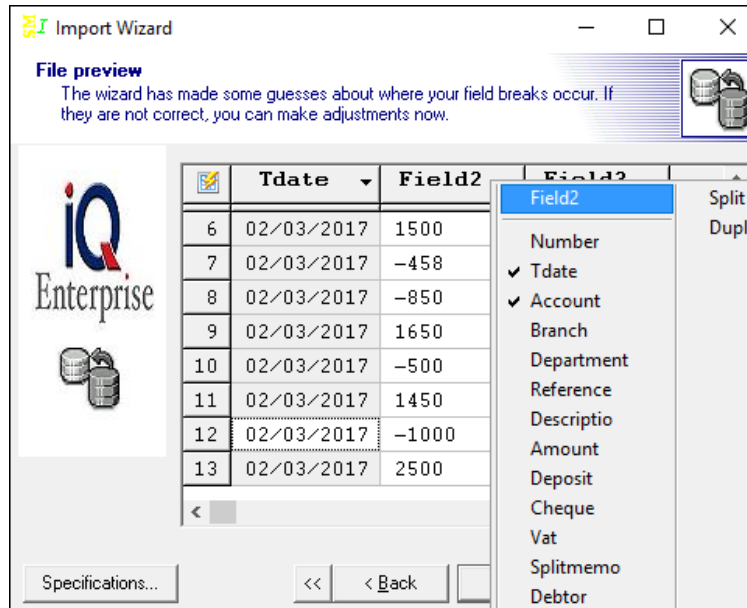 Import Wizard
File preview
The wizard has made some guesses about where your field breaks occur. If
they are not correct, you can make adjustments now.
iQ
Enterprise
Tdate Field2 Field3
6 02/03/2017 1500
7 02/03/2017 -458
8 02/03/2017 -850
9 02/03/2017 1650
10 02/03/2017 -500
11 02/03/2017 1450
12 02/03/2017 -1000
13 02/03/2017 2500
Field2
Number
Tdate
Account
Branch
Department
Reference
Descriptio
Amount
Deposit
Cheque
Vat
Splitmemo
Debtor
Split
Dupl
Specifications...
<<
< Back